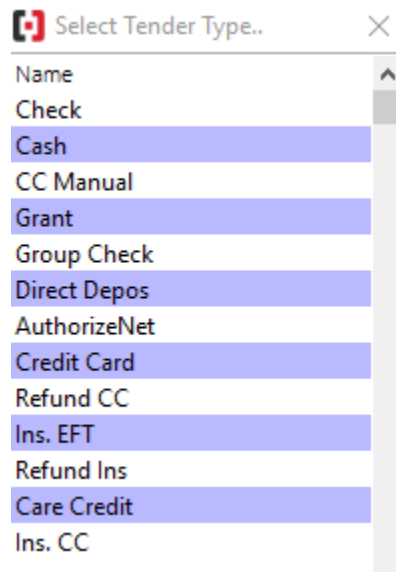 Select Tender Type..
Name
Check
Cash
CC Manual
Grant
Group Check
Direct Depos
AuthorizeNet
Credit Card
Refund CC
Ins. EFT
Refund Ins
Care Credit
Ins. CC